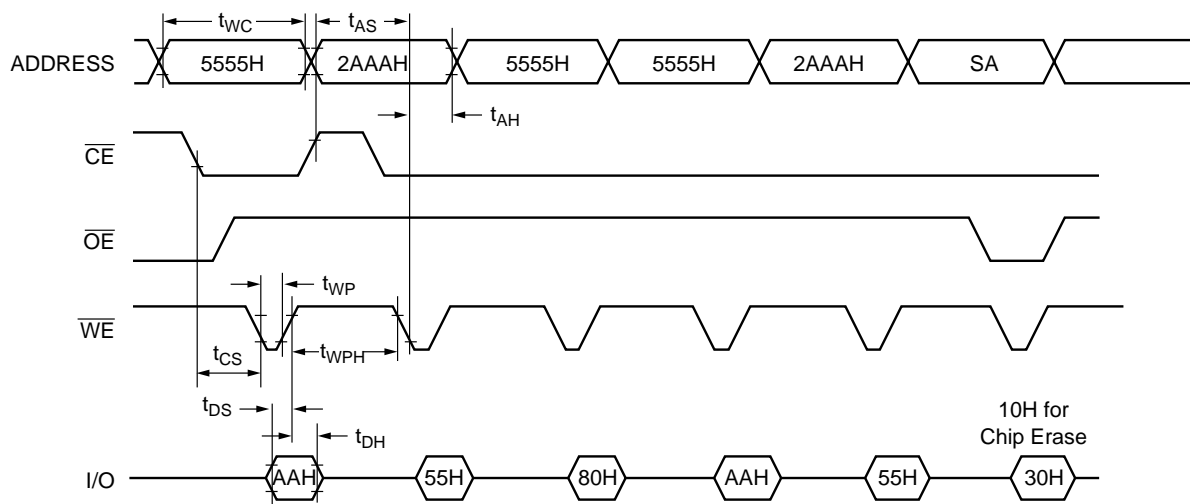 tWC tAS
ADDRESS 5555H 2AAAH 5555H 5555H 2AAAH SA
tAH
CE
OE
tWP
WE
tCS tWPH
tDS
tDH
10H for
Chip Erase
I/O AAH 55H 80H AAH 55H 30H